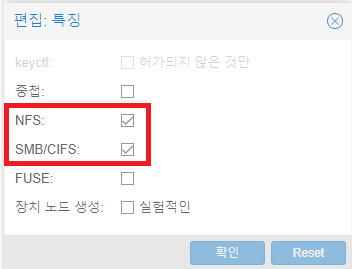 편집: 특징
keyctl: 허가되지 않은 것만
중첩:
NFS:
SMB/CIFS:
FUSE:
장치 노드 생성: 실험적인
확인 Reset